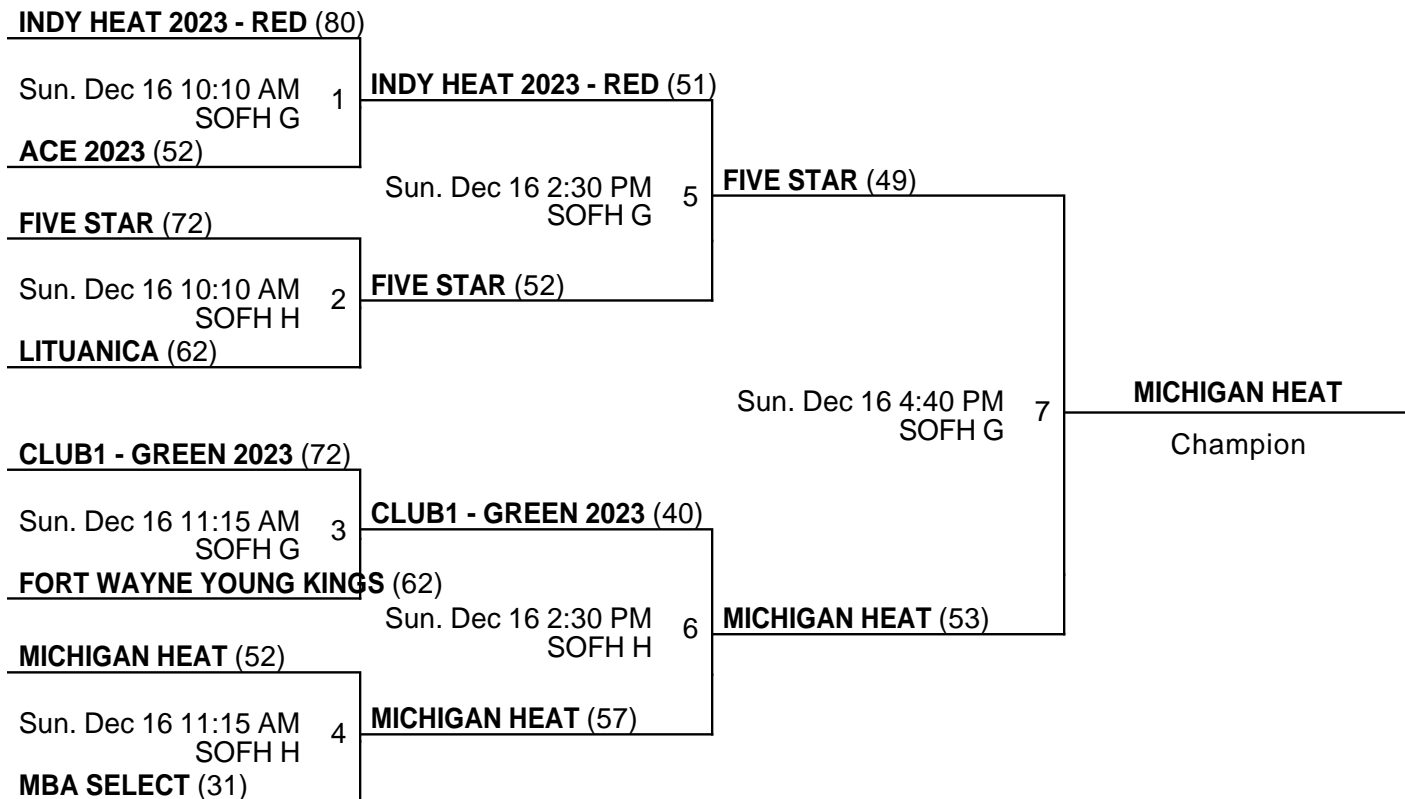 INDY HEAT 2023 - RED (80)
Sun. Dec 16 10:10 AM
SOFH G
1
ACE 2023 (52)
INDY HEAT 2023 - RED (51)
Sun. Dec 16 2:30 PM
SOFH G
5
FIVE STAR (72)
Sun. Dec 16 10:10 AM
SOFH H
2
LITUANICA (62)
FIVE STAR (52)
FIVE STAR (49)
Sun. Dec 16 4:40 PM
SOFH G
7
MICHIGAN HEAT
Champion
CLUB1 - GREEN 2023 (72)
Sun. Dec 16 11:15 AM
SOFH G
3
FORT WAYNE YOUNG KINGS (62)
CLUB1 - GREEN 2023 (40)
Sun. Dec 16 2:30 PM
SOFH H
6
MICHIGAN HEAT (53)
MICHIGAN HEAT (52)
Sun. Dec 16 11:15 AM
SOFH H
4
MBA SELECT (31)
MICHIGAN HEAT (57)